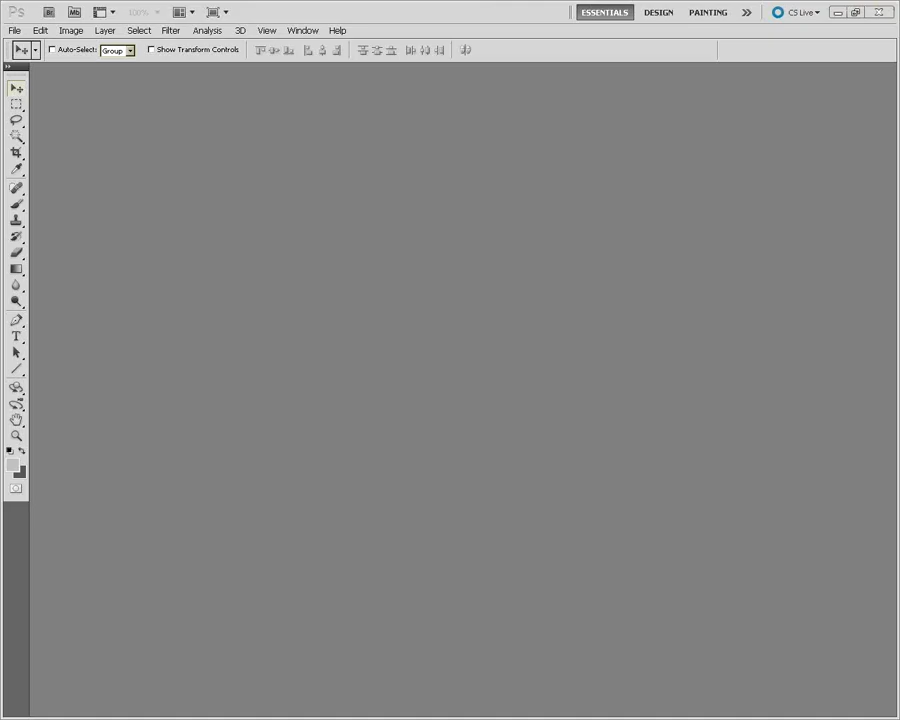 Ps Br Mb 100% ESSENTIALS DESIGN PAINTING CS Live
File Edit Image Layer Select Filter Analysis 3D View Window Help
Auto-Select: Group Show Transform Controls
T